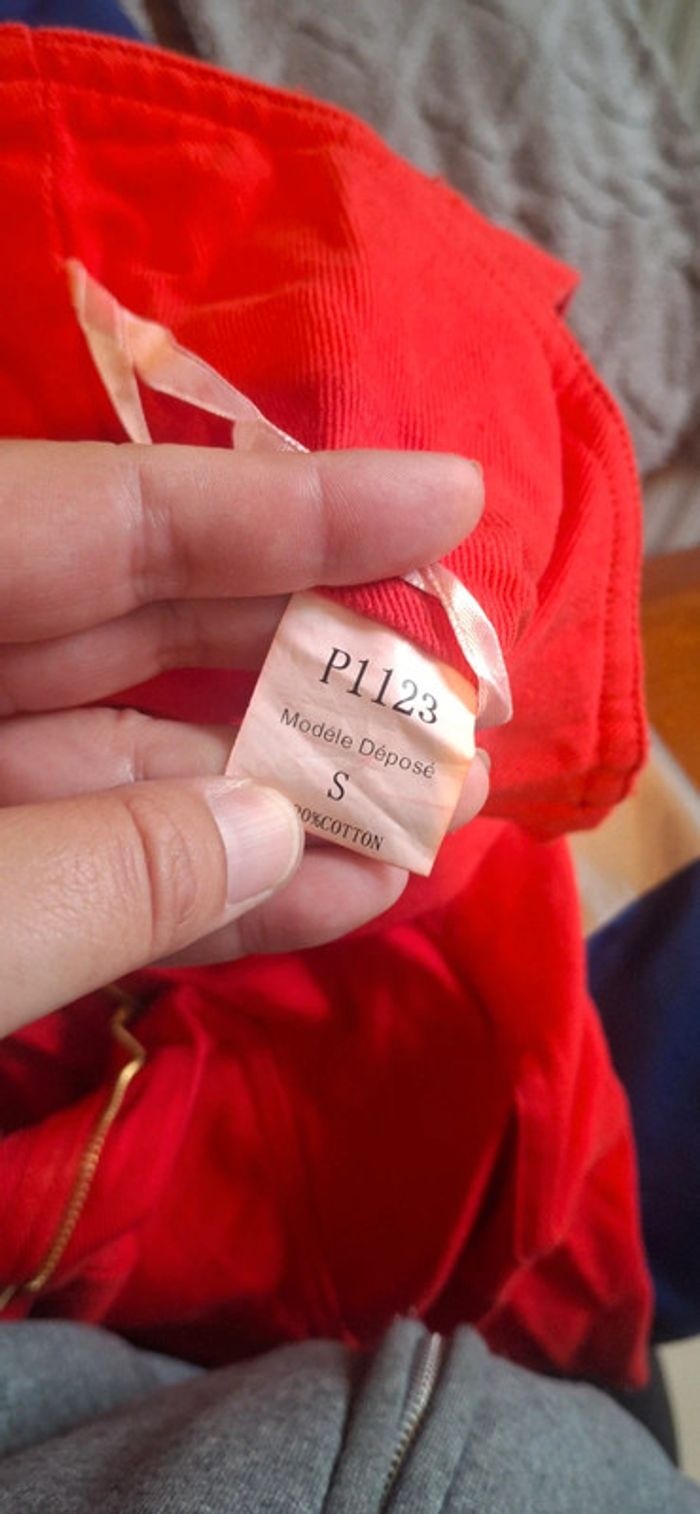 P1123
Modéle Déposé
S
00%COTTON